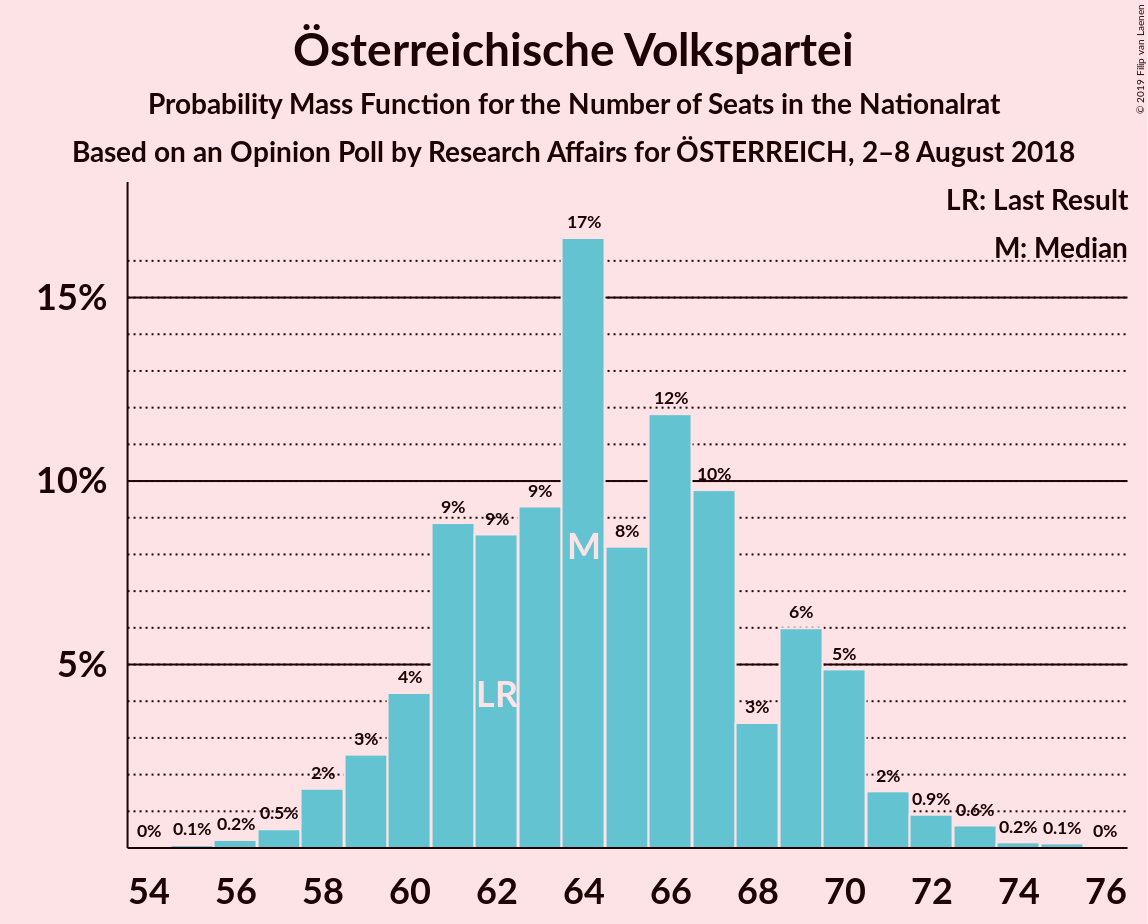 Österreichische Volkspartei
Probability Mass Function for the Number of Seats in the Nationalrat
Based on an Opinion Poll by Research Affairs for ÖSTERREICH, 2–8 August 2018
© 2019 Filip van Laenen
LR: Last Result
M: Median
15%
10%
5%
0%
0.1%
0.2%
0.5%
2%
3%
4%
9%
9%
9%
17%
8%
12%
10%
3%
6%
5%
2%
0.9%
0.6%
0.2%
0.1%
0%
LR
M
54 56 58 60 62 64 66 68 70 72 74 76